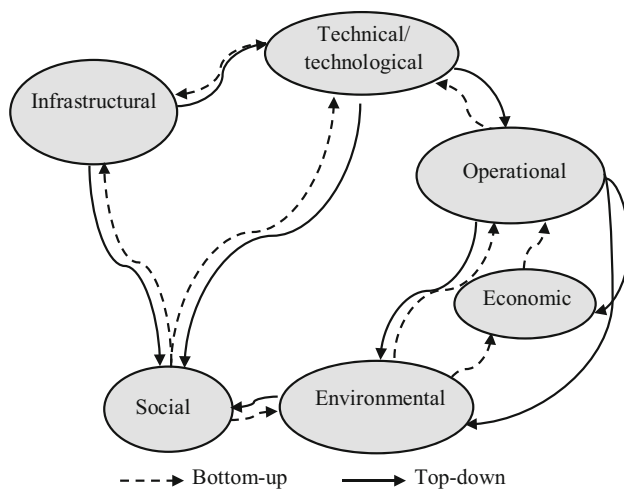 Technical/
technological
Infrastructural
Operational
Economic
Environmental
Social
Bottom-up
Top-down